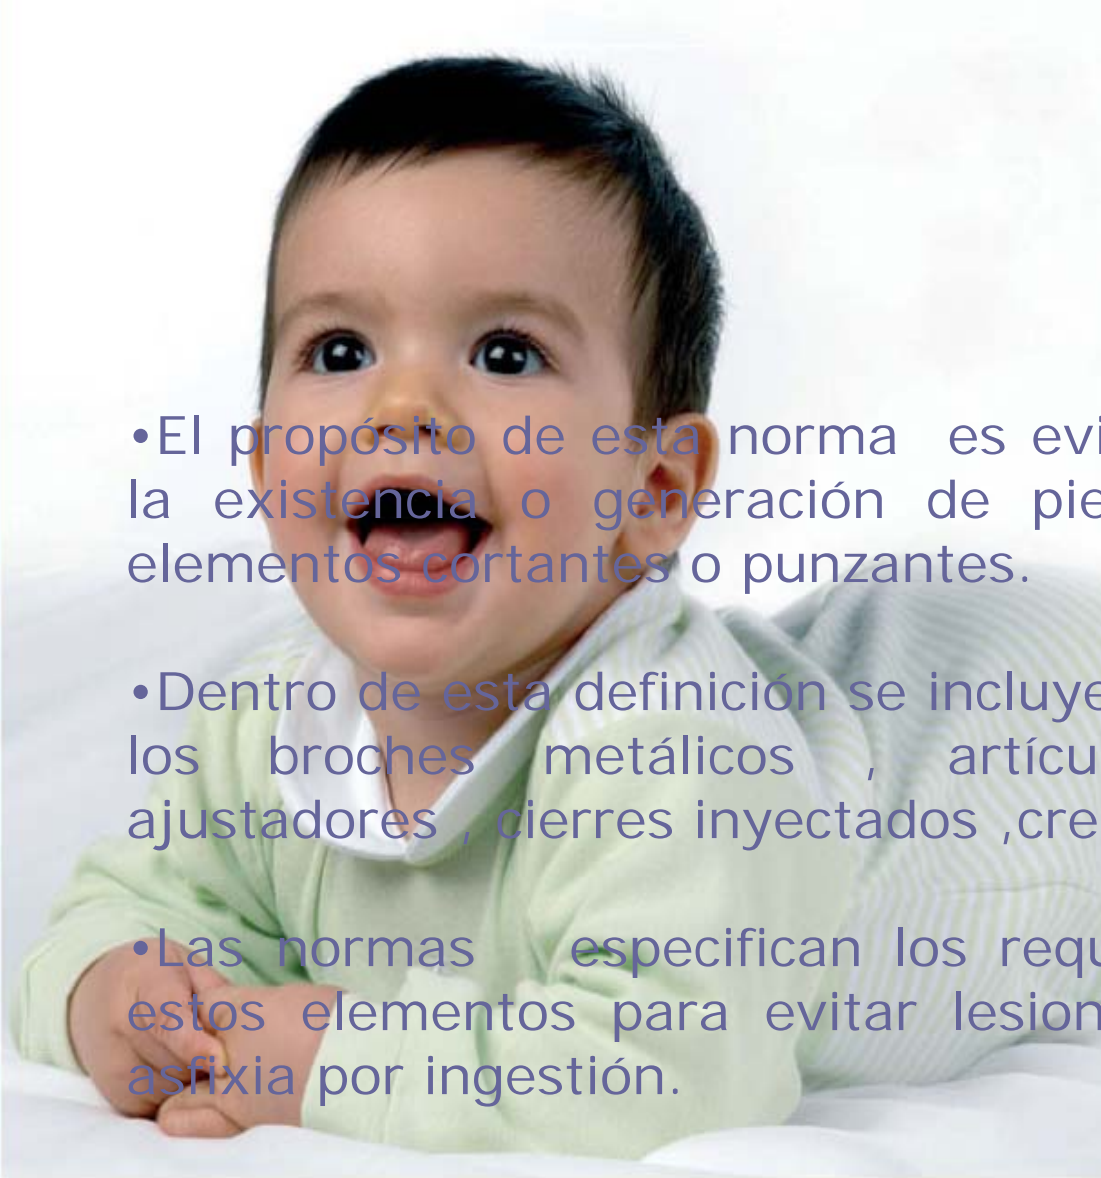 •El propósito de esta norma es evi
la existencia o generación de pie
elementos cortantes o punzantes.
•Dentro de esta definición se incluye
los broches metálicos , artícu
ajustadores , cierres inyectados ,cre
•Las normas especifican los requ
estos elementos para evitar lesion
asfixia por ingestión.